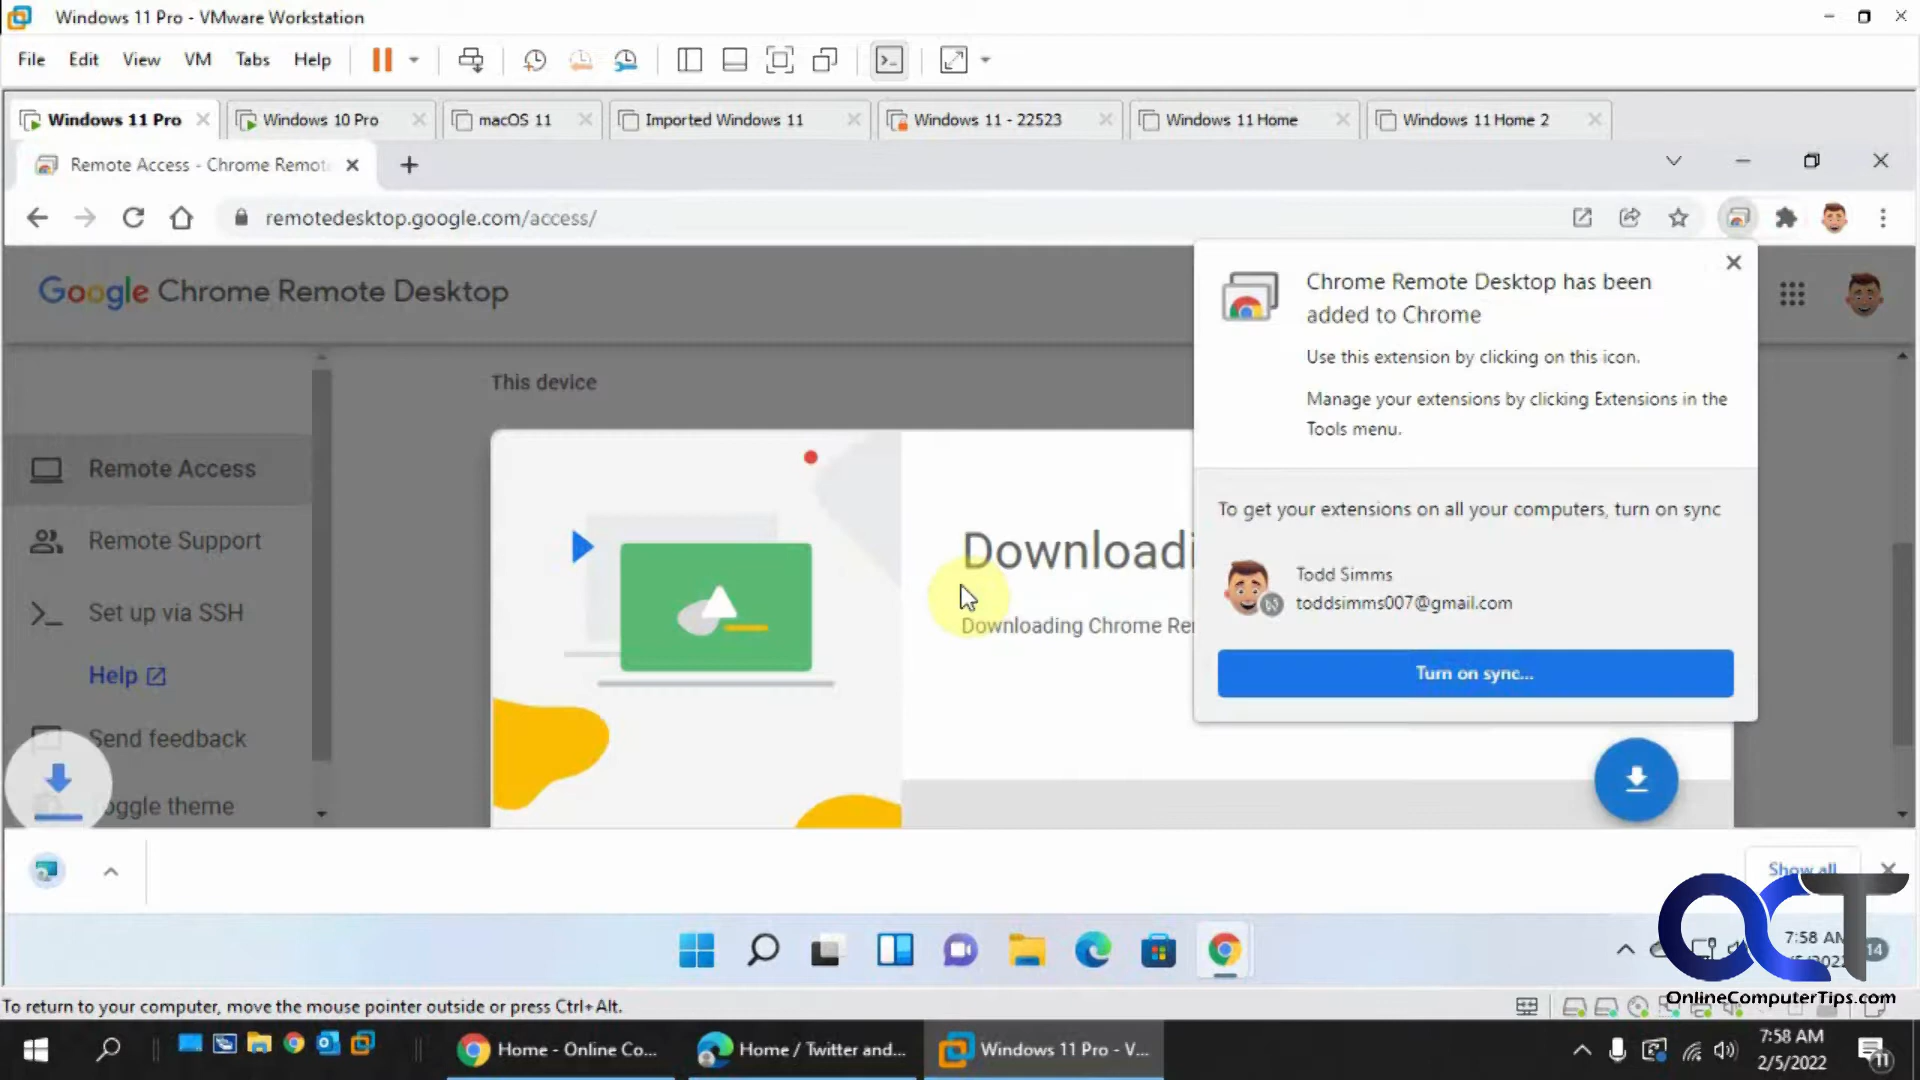 Windows 11 Pro - VMware Workstation
File Edit View VM Tabs Help
Windows 11 Pro Windows 10 Pro macOS 11 Imported Windows 11 Windows 11 - 22523 Windows 11 Home Windows 11 Home 2
Remote Access - Chrome Remot
remotedesktop.google.com/access/
Google Chrome Remote Desktop
Chrome Remote Desktop has been
added to Chrome
Use this extension by clicking on this icon.
Manage your extensions by clicking Extensions in the
Tools menu.
This device
Remote Access
Remote Support
Set up via SSH
Help
Send feedback
oggle theme
Downloadi
Downloading Chrome Re
To get your extensions on all your computers, turn on sync
Todd Simms
toddsimms007@gmail.com
Turn on sync...
Show all
7:58 AM
2022
14
OCT
OnlineComputerTips.com
To return to your computer, move the mouse pointer outside or press Ctrl+Alt.
Home - Online Co... Home / Twitter and... Windows 11 Pro - V...
7:58 AM
2/5/2022
11